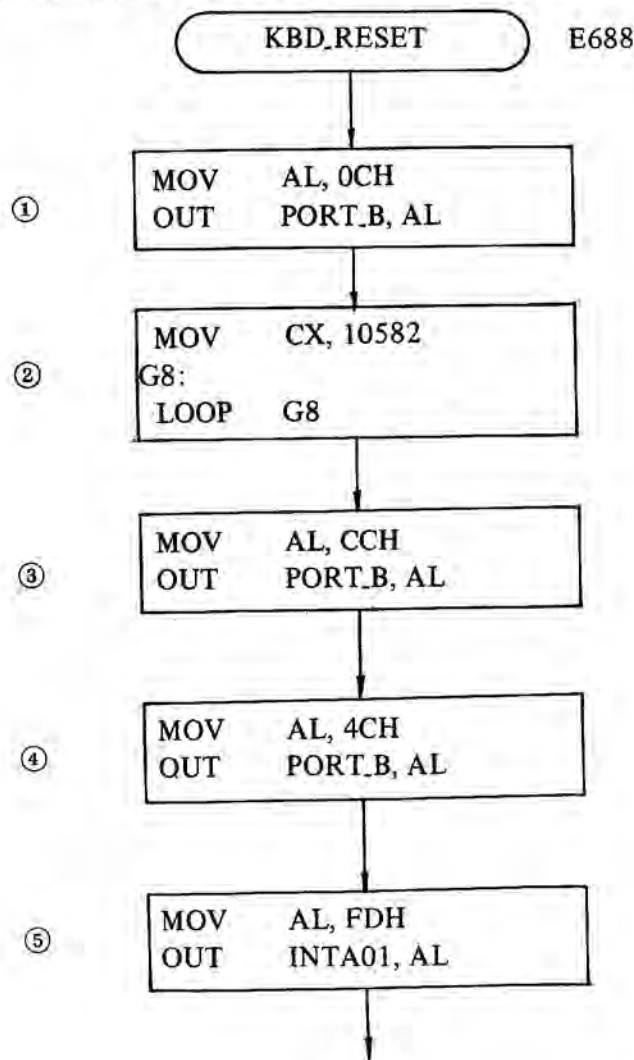 KBD_RESET E688
① MOV AL, 0CH
OUT PORT_B, AL
② MOV CX, 10582
G8:
LOOP G8
③ MOV AL, CCH
OUT PORT_B, AL
④ MOV AL, 4CH
OUT PORT_B, AL
⑤ MOV AL, FDH
OUT INTA01, AL